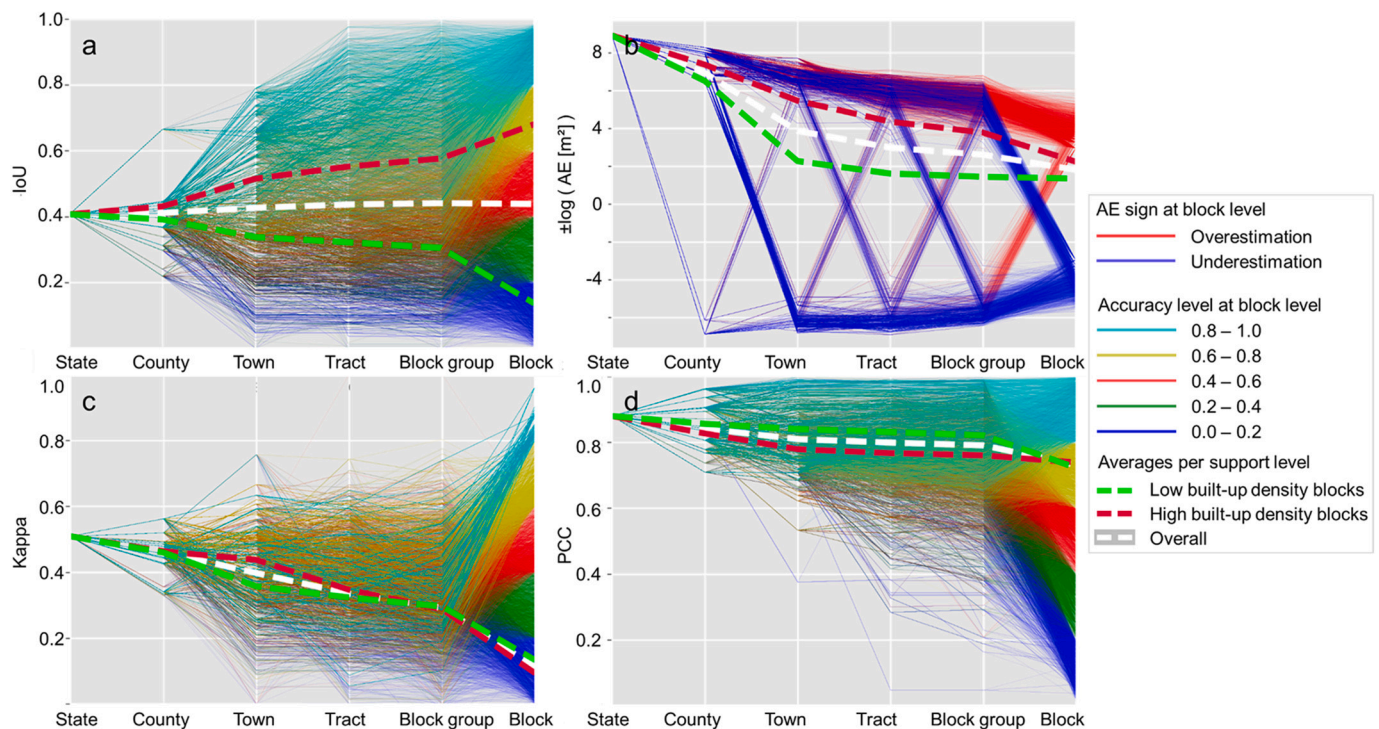 a
1.0
0.8
0.6
0.4
0.2
IoU
State County Town Tract Block group Block
b
8
4
0
-4
±log ( AE [m²] )
State County Town Tract Block group Block
c
1.0
0.8
0.6
0.4
0.2
Kappa
State County Town Tract Block group Block
d
1.0
0.8
0.6
0.4
0.2
PCC
State County Town Tract Block group Block
AE sign at block level
Overestimation
Underestimation
Accuracy level at block level
0.8 – 1.0
0.6 – 0.8
0.4 – 0.6
0.2 – 0.4
0.0 – 0.2
Averages per support level
Low built-up density blocks
High built-up density blocks
Overall